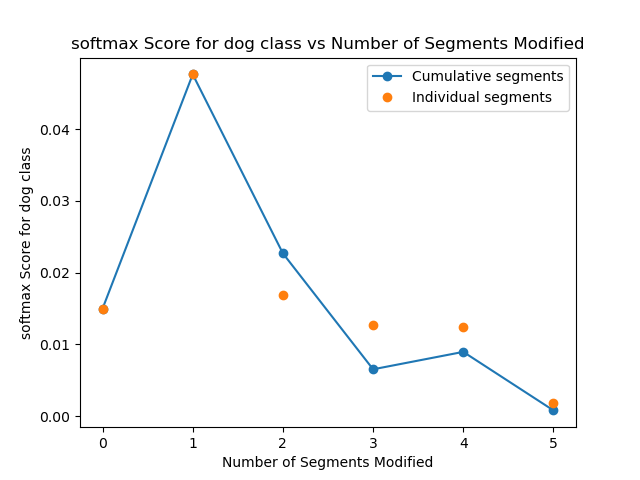 softmax Score for dog class vs Number of Segments Modified
Cumulative segments
Individual segments
softmax Score for dog class
0.04
0.03
0.02
0.01
0.00
0 1 2 3 4 5
Number of Segments Modified